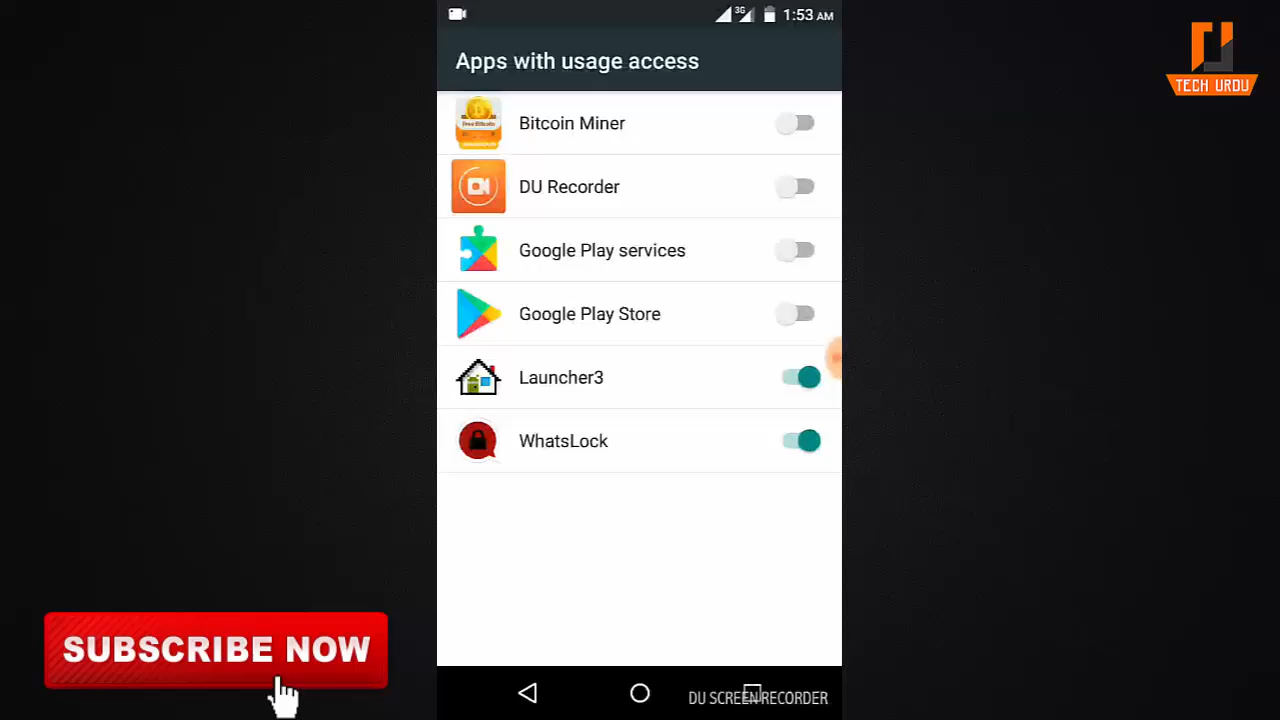 3G 1:53 AM
Apps with usage access
TECH URDU
Bitcoin Miner
DU Recorder
Google Play services
Google Play Store
Launcher3
WhatsLock
SUBSCRIBE NOW
DU SCREEN RECORDER